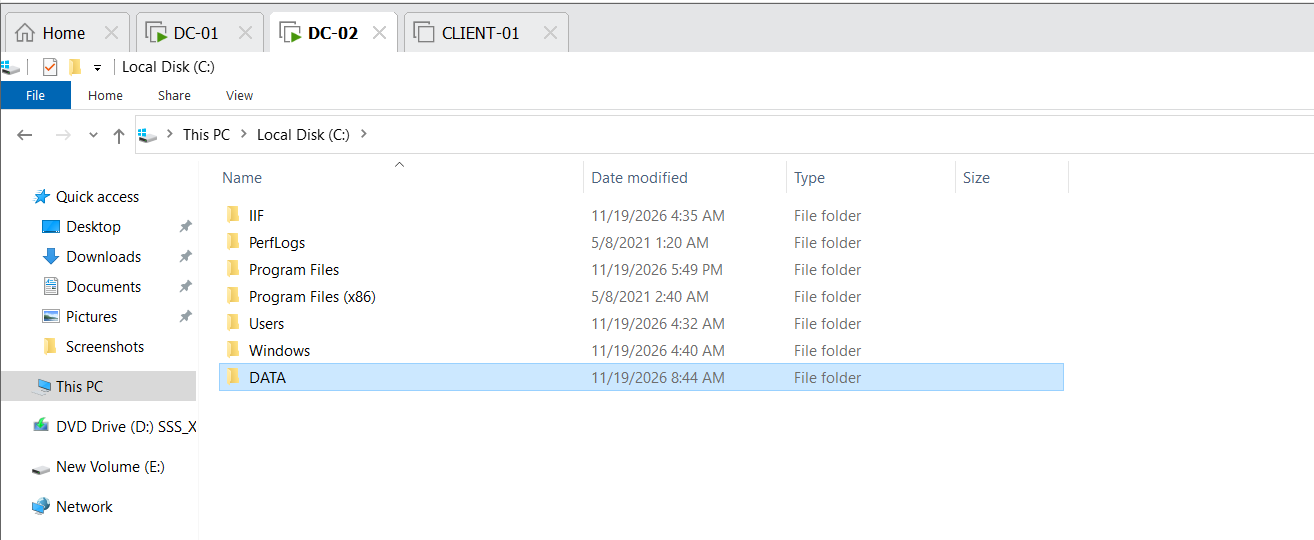 Home DC-01 DC-02 CLIENT-01
Local Disk (C:)
File Home Share View
This PC Local Disk (C:)
Name Date modified Type Size
Quick access
Desktop
Downloads
Documents
Pictures
Screenshots
This PC
DVD Drive (D:) SSS_X
New Volume (E:)
Network
IIF 11/19/2026 4:35 AM File folder
PerfLogs 5/8/2021 1:20 AM File folder
Program Files 11/19/2026 5:49 PM File folder
Program Files (x86) 5/8/2021 2:40 AM File folder
Users 11/19/2026 4:32 AM File folder
Windows 11/19/2026 4:40 AM File folder
DATA 11/19/2026 8:44 AM File folder